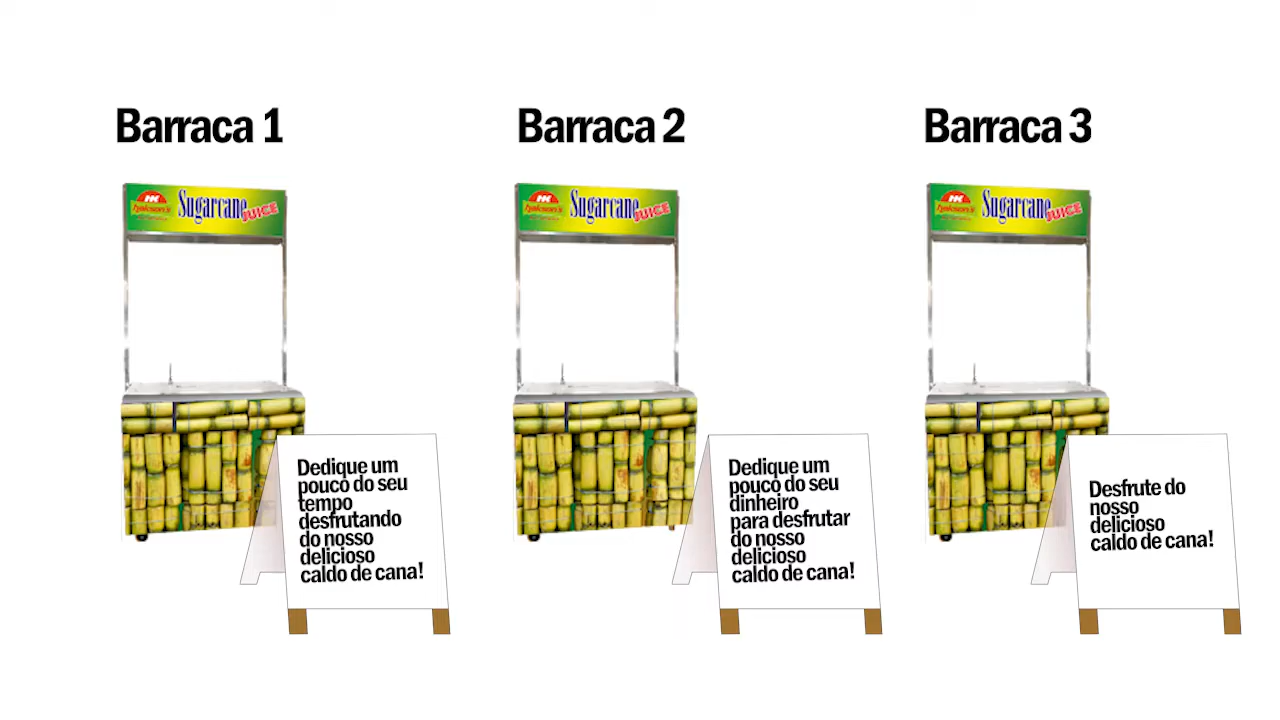 Barraca 1
Sugarcane
JUICE
Dedique um
pouco do seu
tempo
desfrutando
do nosso
delicioso
caldo de cana!
Barraca 2
Sugarcane
JUICE
Dedique um
pouco do seu
dinheiro
para desfrutar
do nosso
delicioso
caldo de cana!
Barraca 3
Sugarcane
JUICE
Desfrute do
nosso
delicioso
caldo de cana!